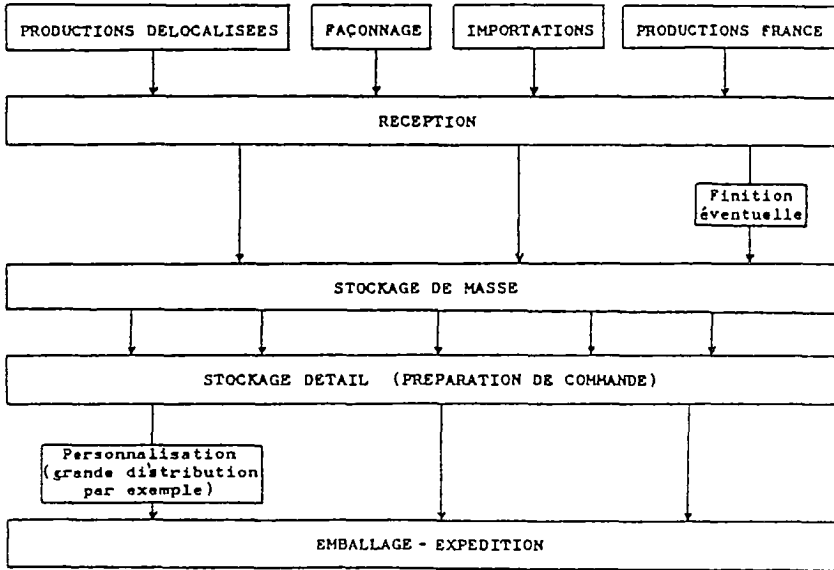 PRODUCTIONS DELOCALISEES
FAÇONNAGE
IMPORTATIONS
PRODUCTIONS FRANCE
RECEPTION
Finition
éventuelle
STOCKAGE DE MASSE
STOCKAGE DETAIL (PREPARATION DE COMMANDE)
Personnalisation
(grande distribution
par exemple)
EMBALLAGE - EXPEDITION